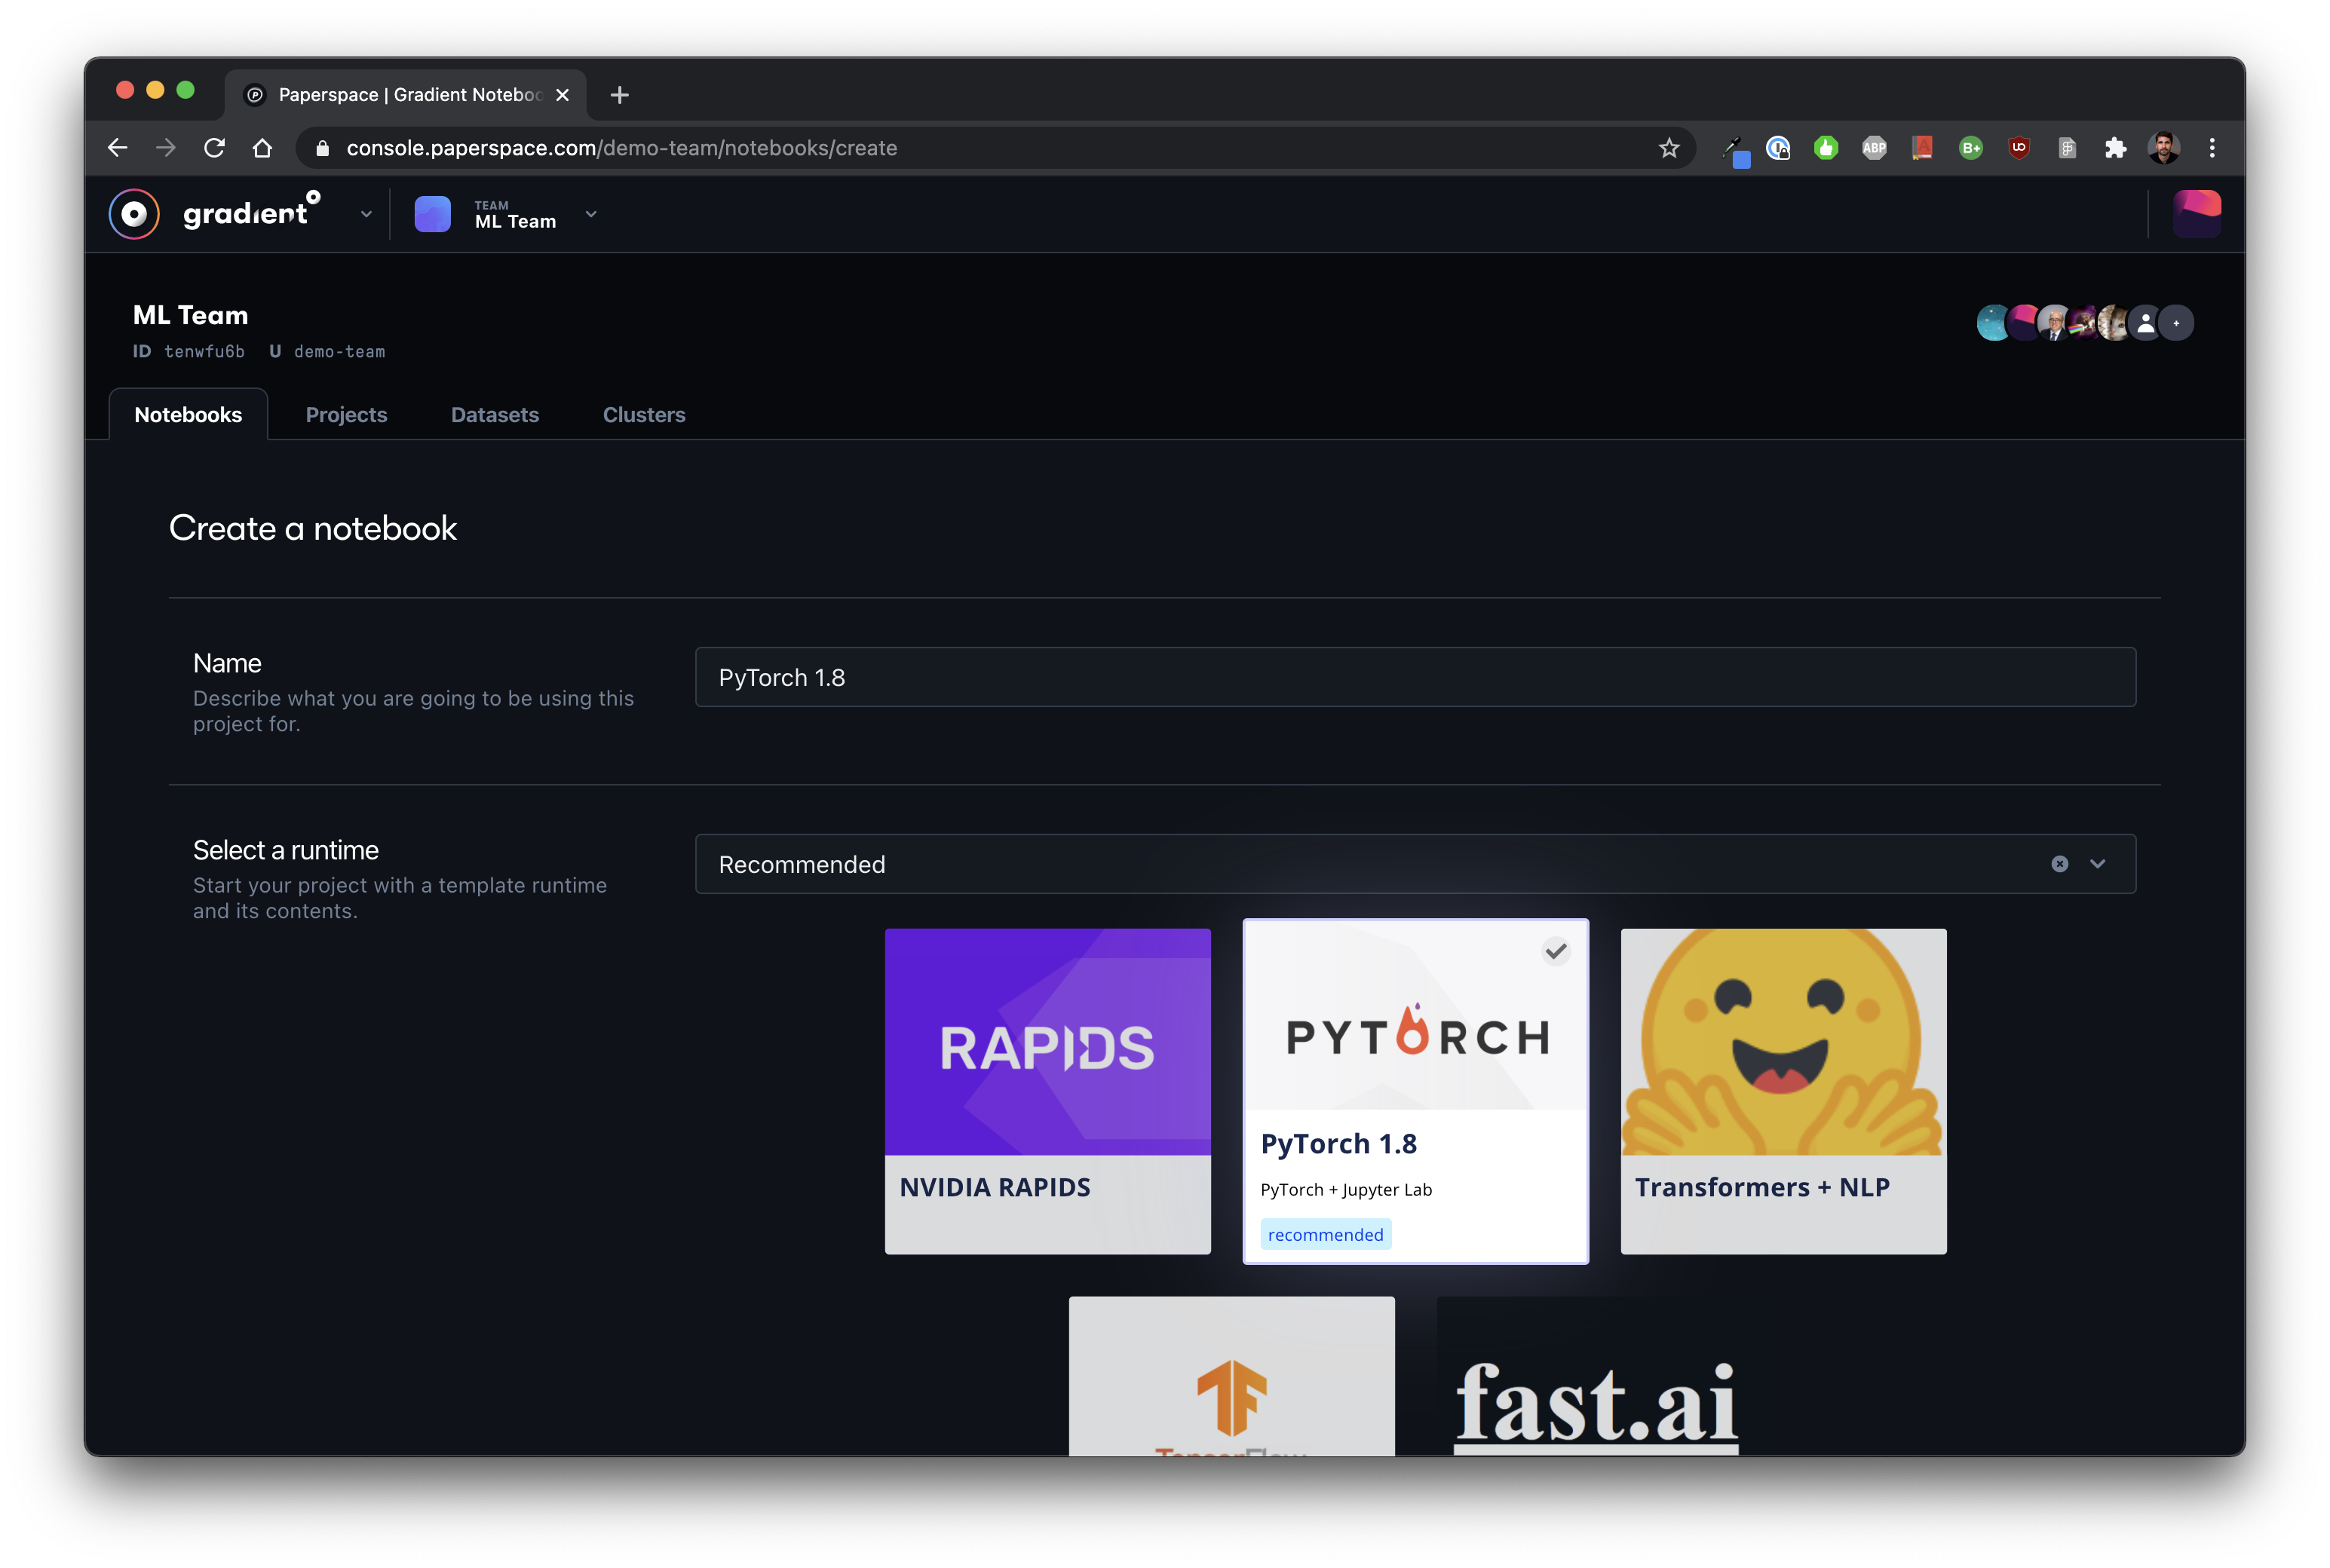 Paperspace | Gradient Noteboo
console.paperspace.com/demo-team/notebooks/create
ABP
B+
gradient
TEAM
ML Team
ML Team
ID tenwfu6b U demo-team
Notebooks
Projects
Datasets
Clusters
Create a notebook
Name
Describe what you are going to be using this
project for.
PyTorch 1.8
Select a runtime
Start your project with a template runtime
and its contents.
Recommended
RAPIDS
NVIDIA RAPIDS
PYTORCH
PyTorch 1.8
PyTorch + Jupyter Lab
recommended
Transformers + NLP
TensorFlow
fast.ai